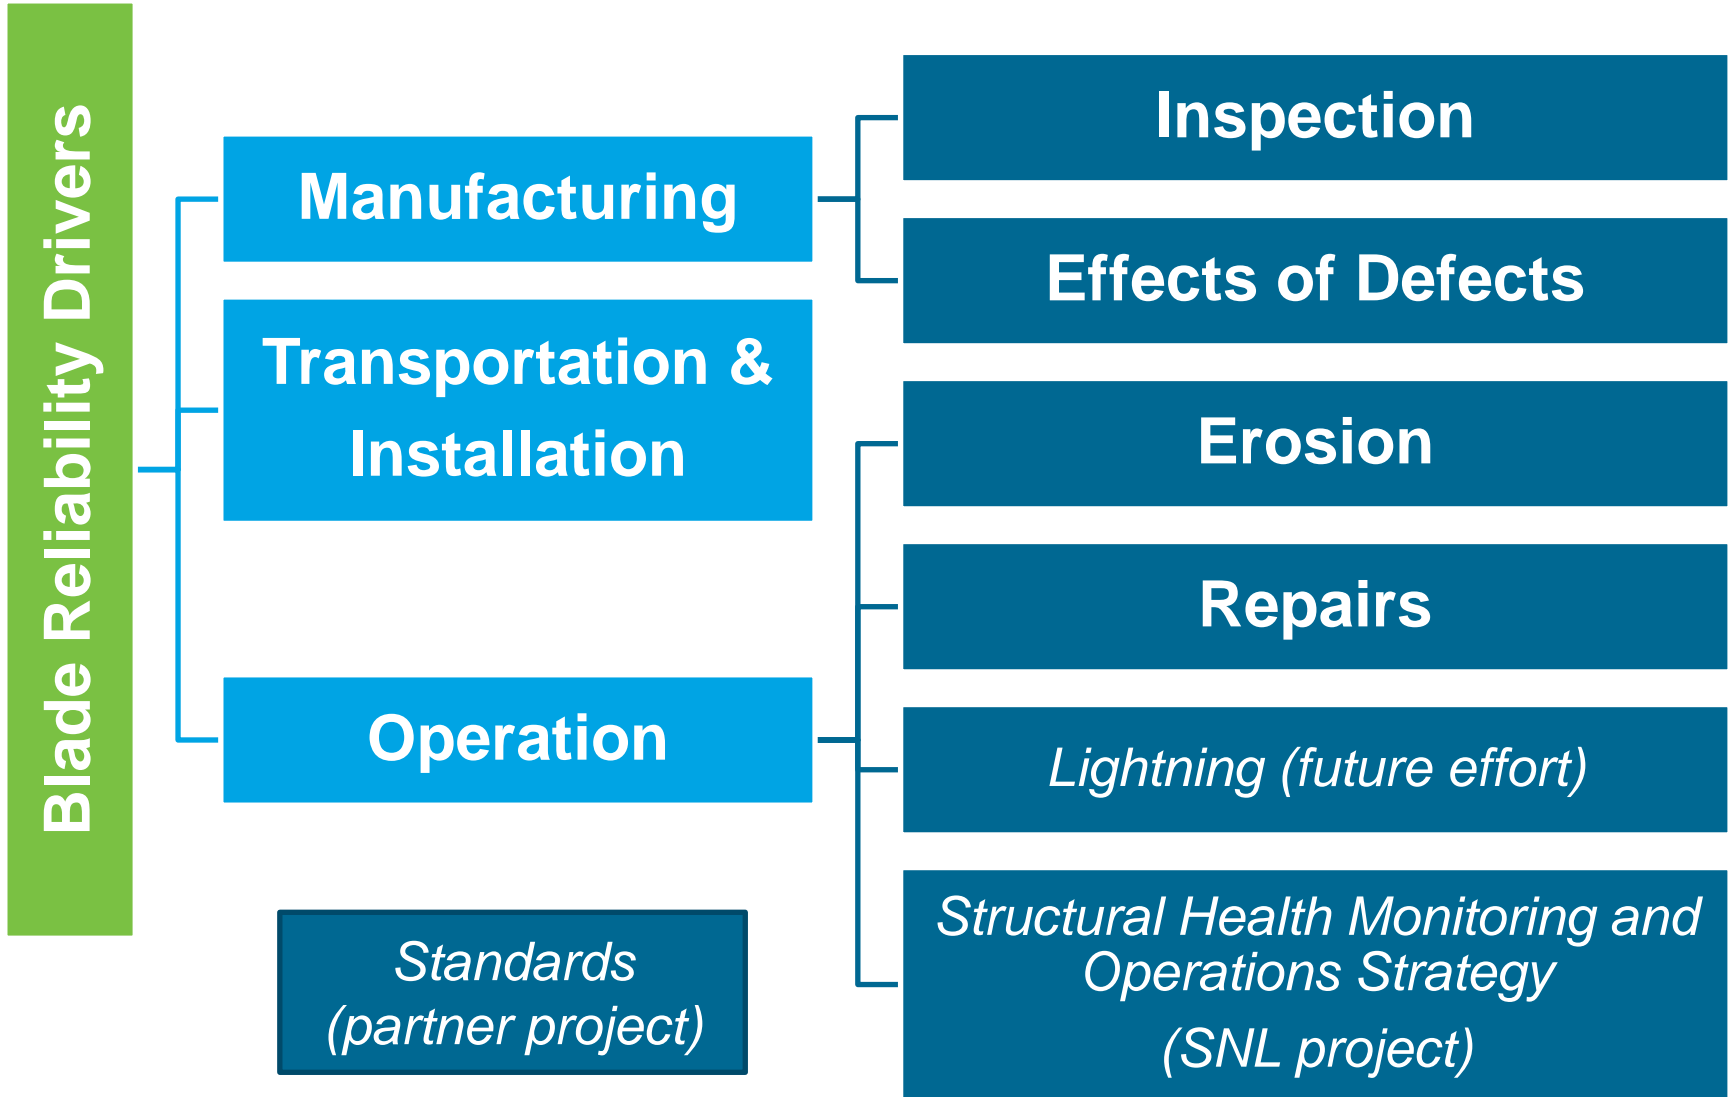 Blade Reliability Drivers
Manufacturing
Transportation &
Installation
Operation
Standards
(partner project)
Inspection
Effects of Defects
Erosion
Repairs
Lightning (future effort)
Structural Health Monitoring and
Operations Strategy
(SNL project)